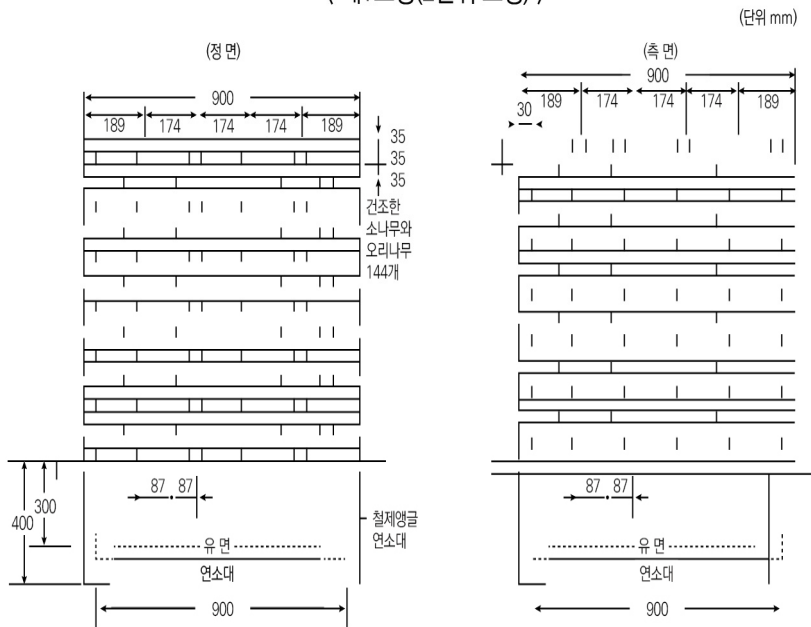 (단위 mm)
(정 면)
900
189 174 174 174 189
35
35
35
건조한
소나무와
오리나무
144개
87 87
300
400
철제앵글
연소대
유 면
연소대
900
(측 면)
900
189 174 174 174 189
30
87 87
유 면
연소대
900